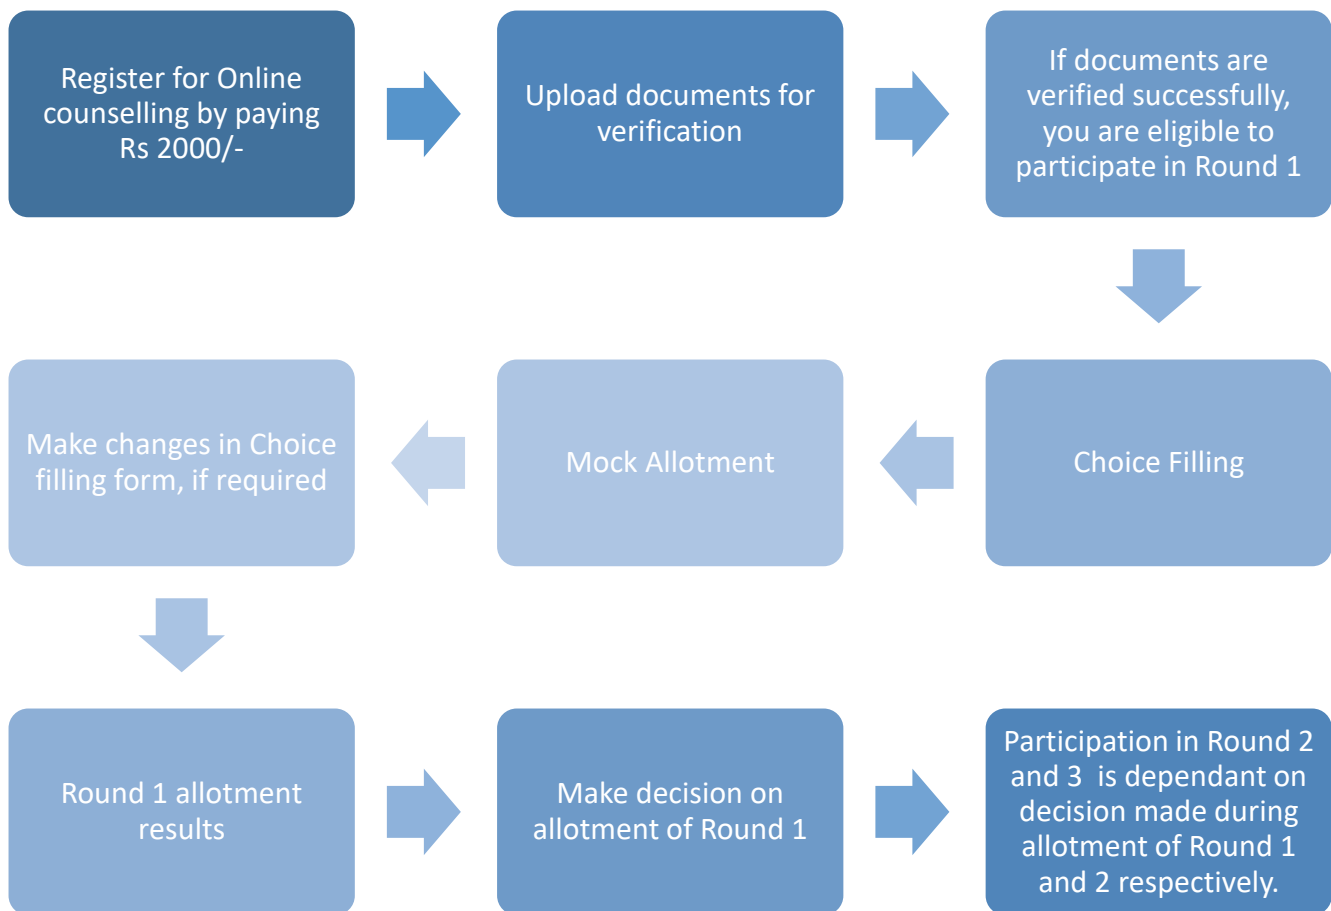 Register for Online
counselling by paying
Rs 2000/-
Upload documents for
verification
If documents are
verified successfully,
you are eligible to
participate in Round 1
Choice Filling
Mock Allotment
Make changes in Choice
filling form, if required
Round 1 allotment
results
Make decision on
allotment of Round 1
Participation in Round 2
and 3 is dependant on
decision made during
allotment of Round 1
and 2 respectively.